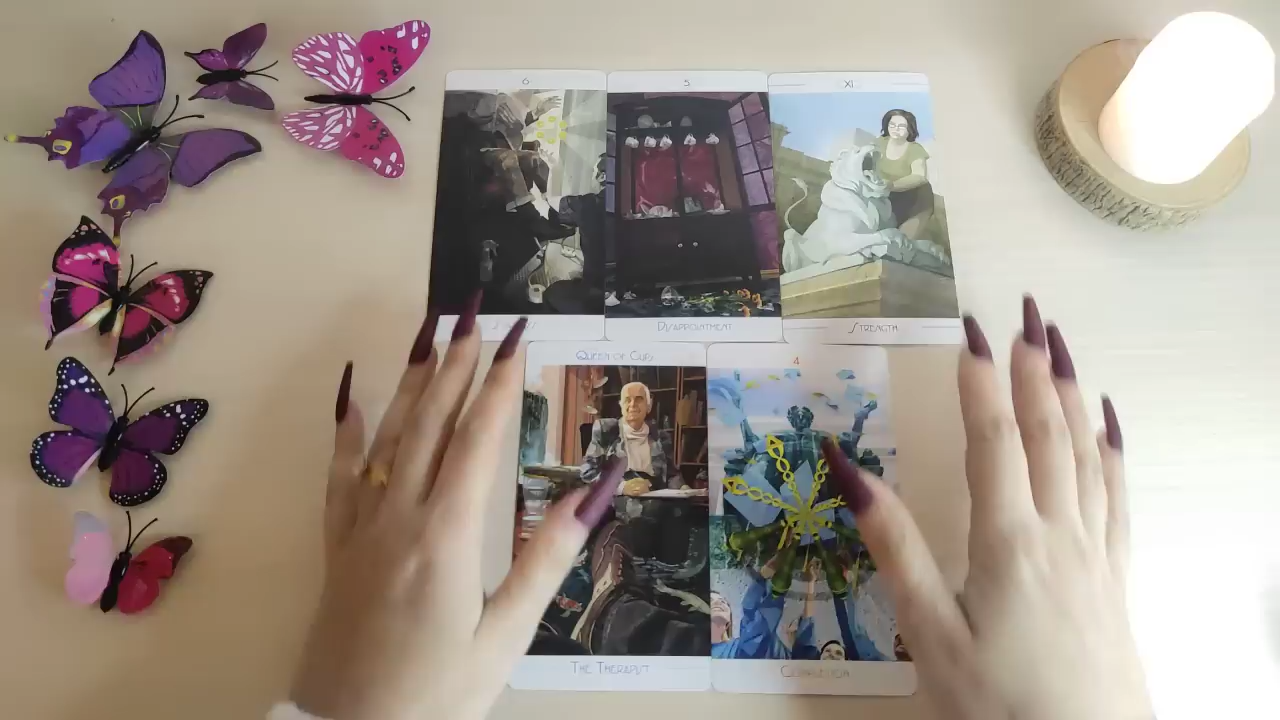 6
5
XI
DISAPPOINTMENT
STRENGTH
QUEEN OF CUPS
4
THE THERAPIST